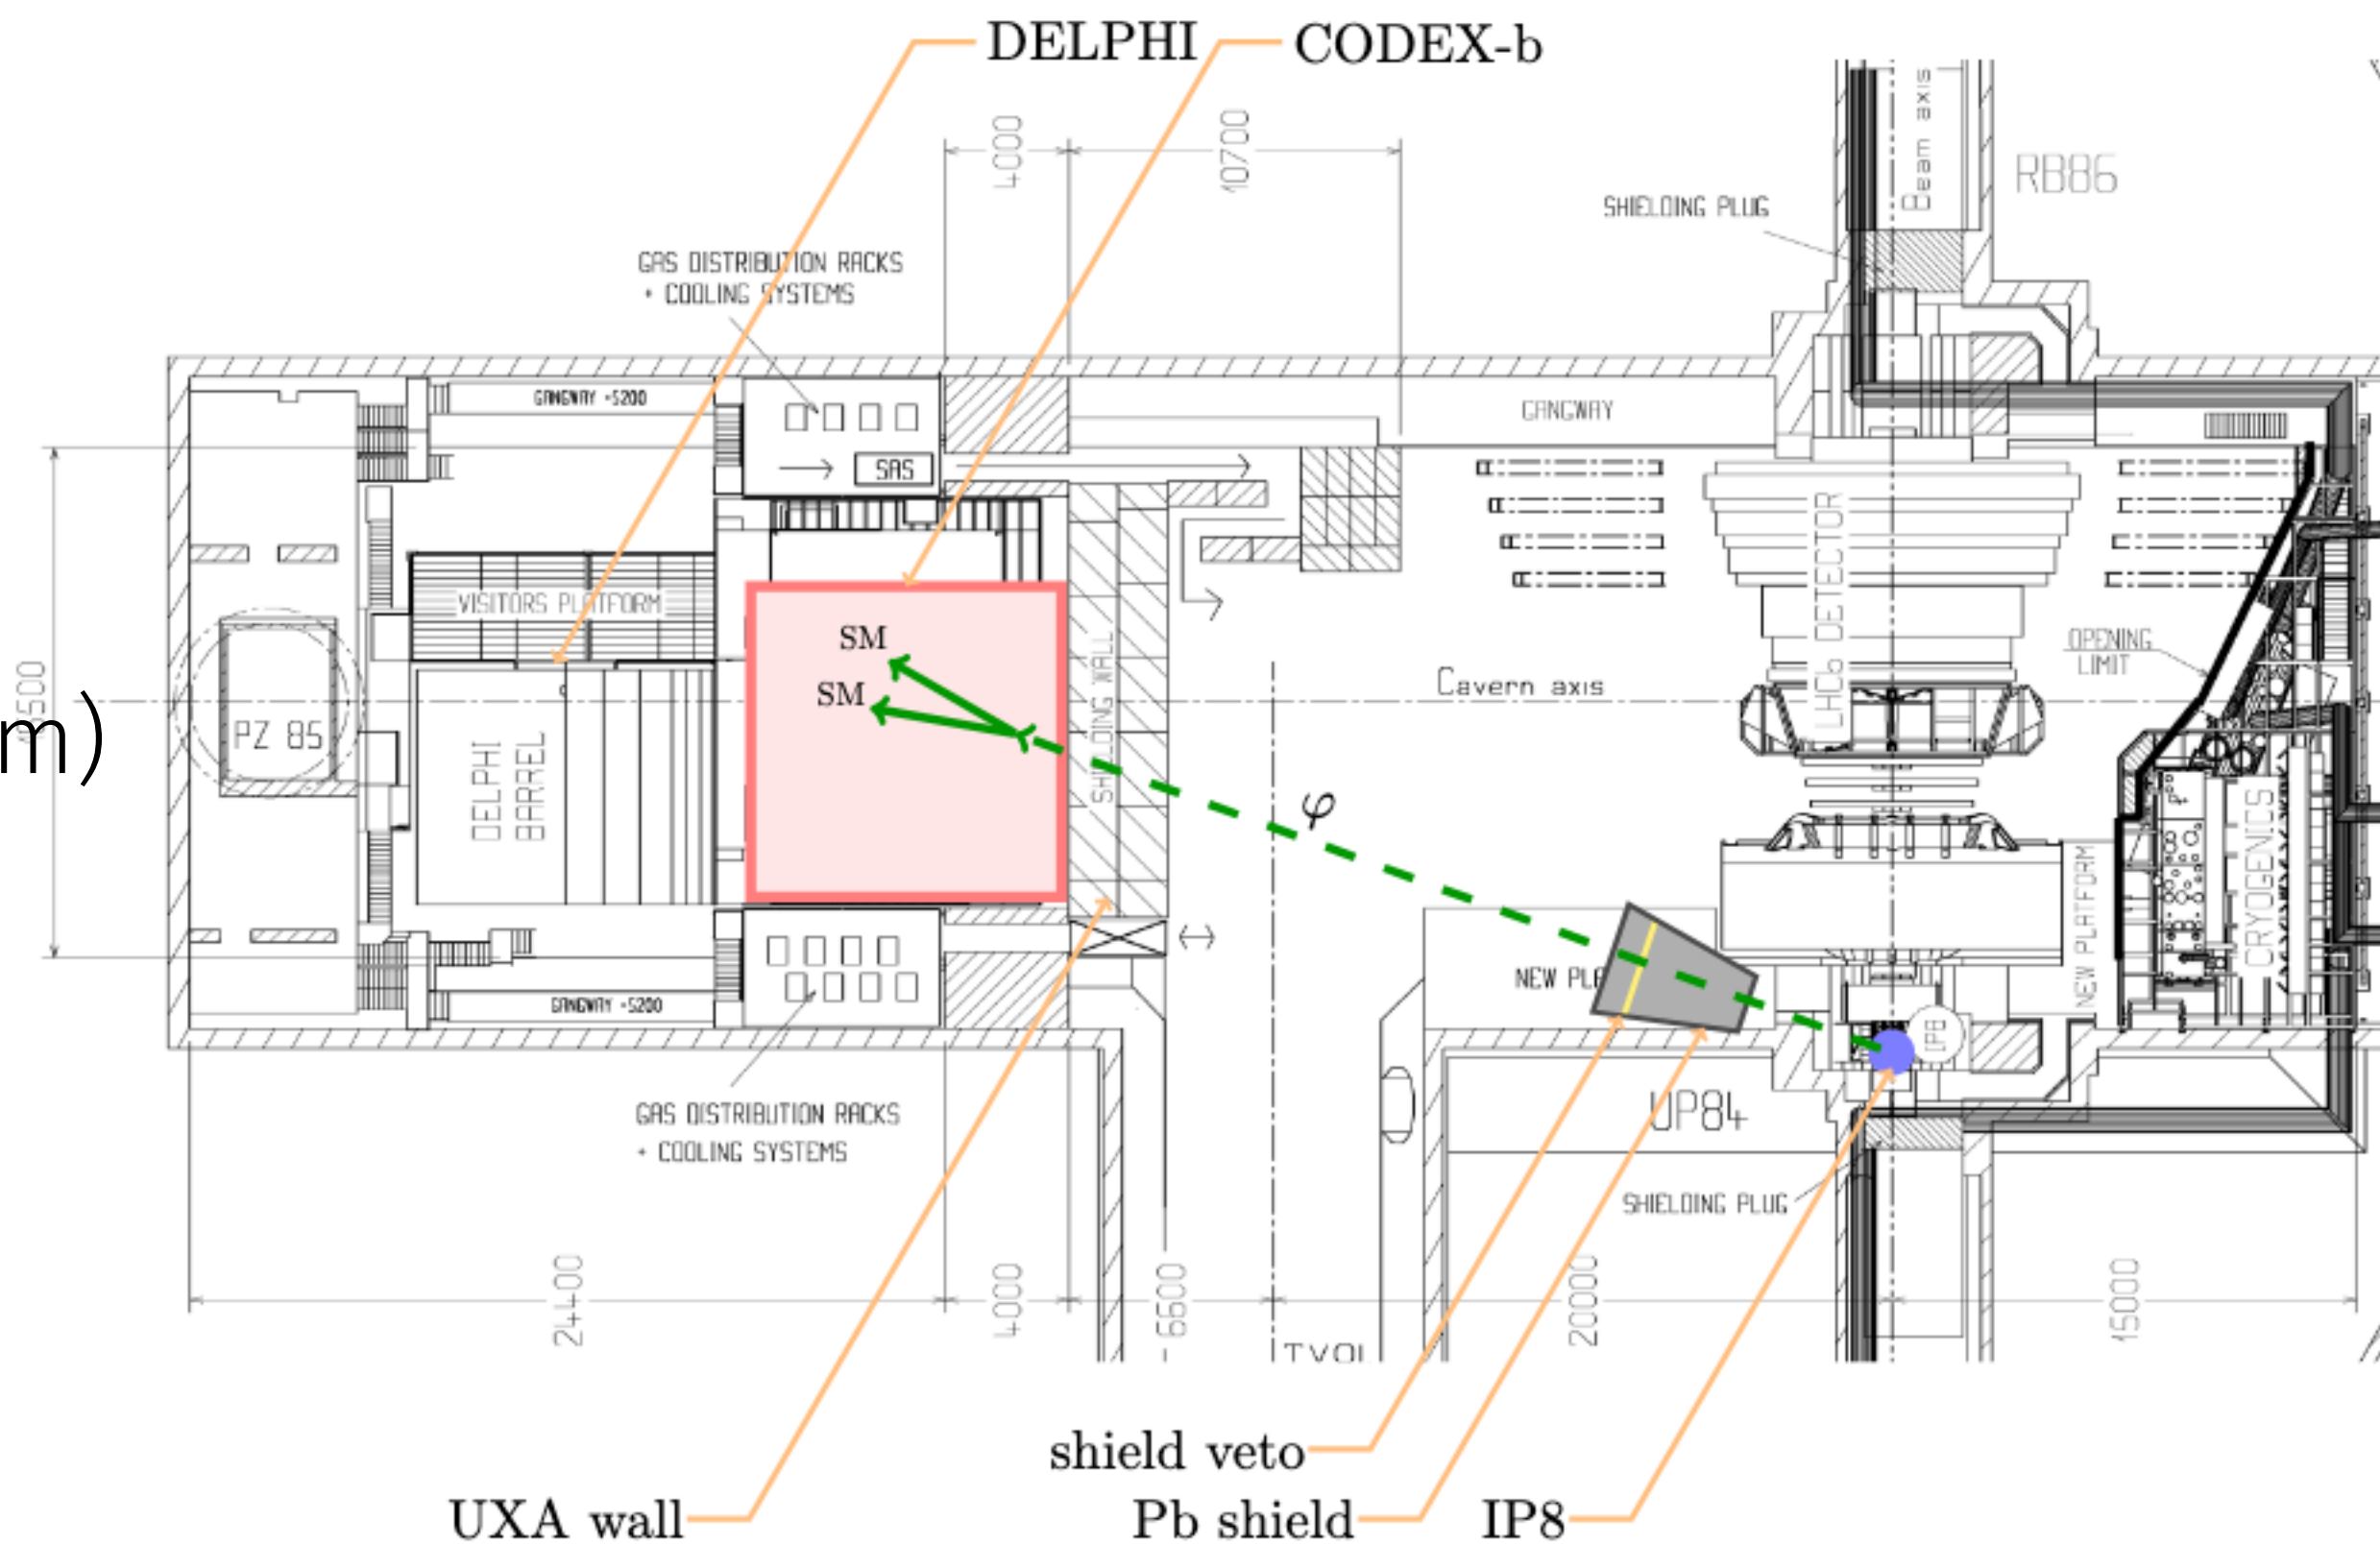 DELPHI
CODEX-b
4000
10700
Beam axis
RB86
SHIELDING PLUG
GAS DISTRIBUTION RACKS
+ COOLING SYSTEMS
GANGWAY -5200
GANGWAY
SAS
LHCb DETECTOR
VISITORS PLATFORM
SM
SM
SHIELDING WALL
Cavern axis
OPENING
LIMIT
m)
PZ 85
DELPHI
BARREL
φ
NEW PLATFORM
CRYOGENICS
NEW
IP8
GANGWAY -5200
GAS DISTRIBUTION RACKS
+ COOLING SYSTEMS
UP84
SHIELDING PLUG
24400
4000
6600
20000
15000
shield veto
UXA wall
Pb shield
IP8